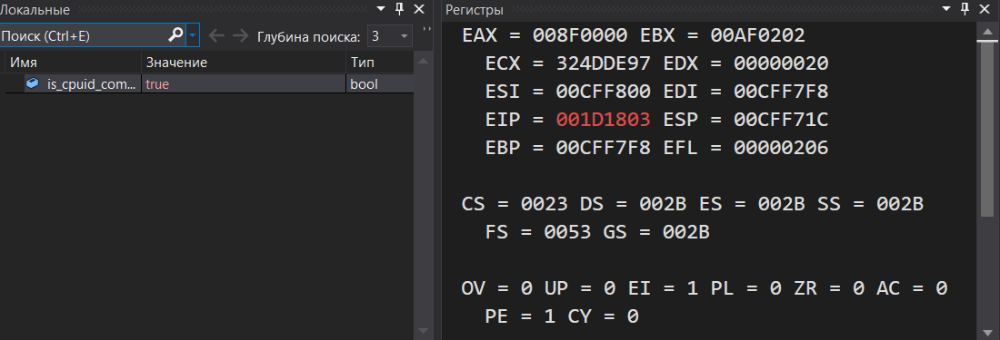 Локальные
Поиск (Ctrl+E)
Глубина поиска: 3
Имя Значение Тип
is_cpuid_com... true bool
Регистры
EAX = 008F0000 EBX = 00AF0202
ECX = 324DDE97 EDX = 00000020
ESI = 00CFF800 EDI = 00CFF7F8
EIP = 001D1803 ESP = 00CFF71C
EBP = 00CFF7F8 EFL = 00000206
CS = 0023 DS = 002B ES = 002B SS = 002B
FS = 0053 GS = 002B
OV = 0 UP = 0 EI = 1 PL = 0 ZR = 0 AC = 0
PE = 1 CY = 0